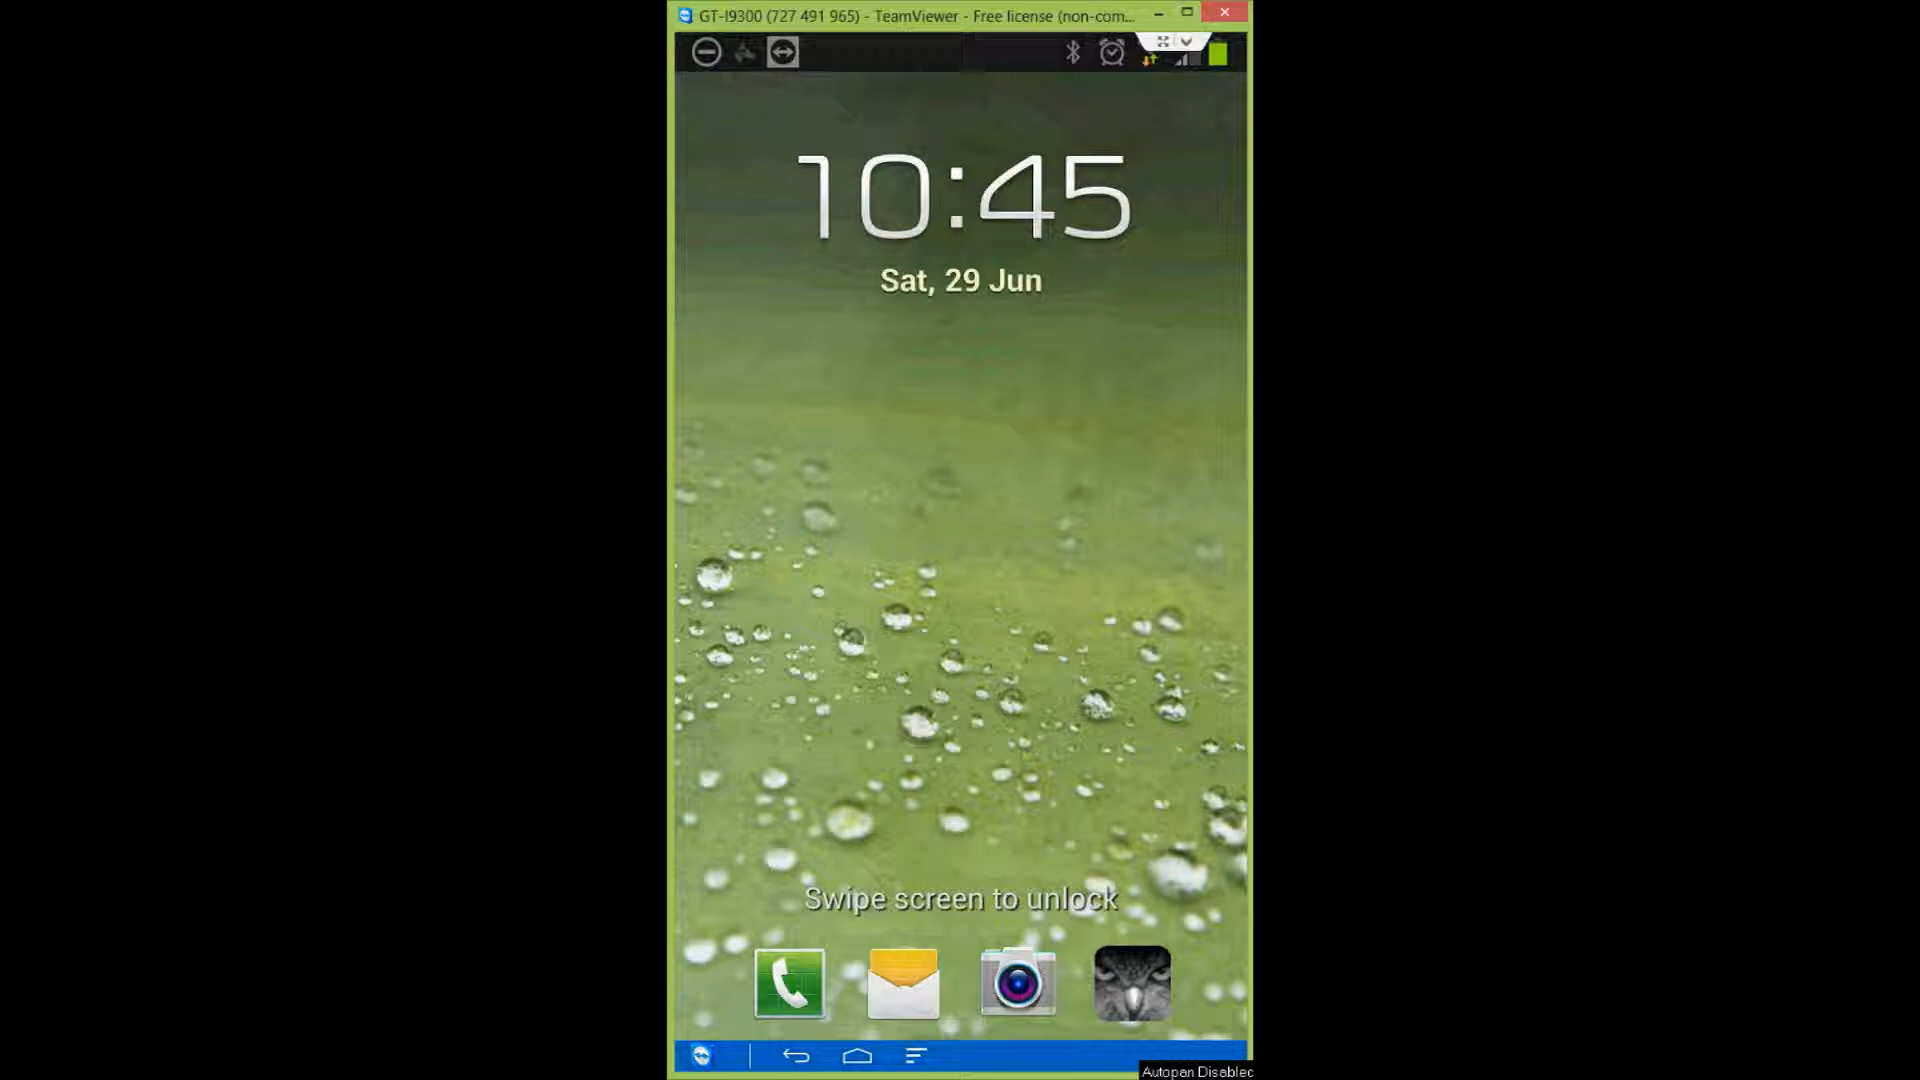 GT-I9300 (727 491 965) - TeamViewer - Free license (non-com...
10:45
Sat, 29 Jun
Swipe screen to unlock
Autopan Disabled